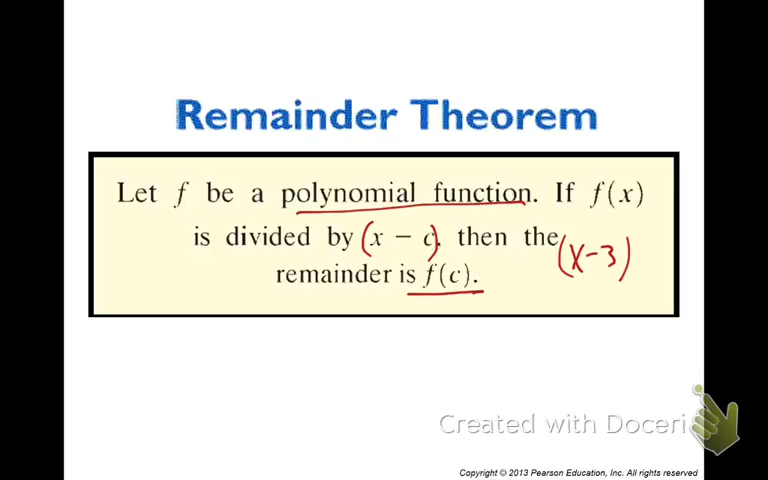 Remainder Theorem
Let f be a polynomial function. If f(x)
is divided by (x − c), then the
(x-3)
remainder is f(c).
Created with Doceri
Copyright © 2013 Pearson Education, Inc. All rights reserved